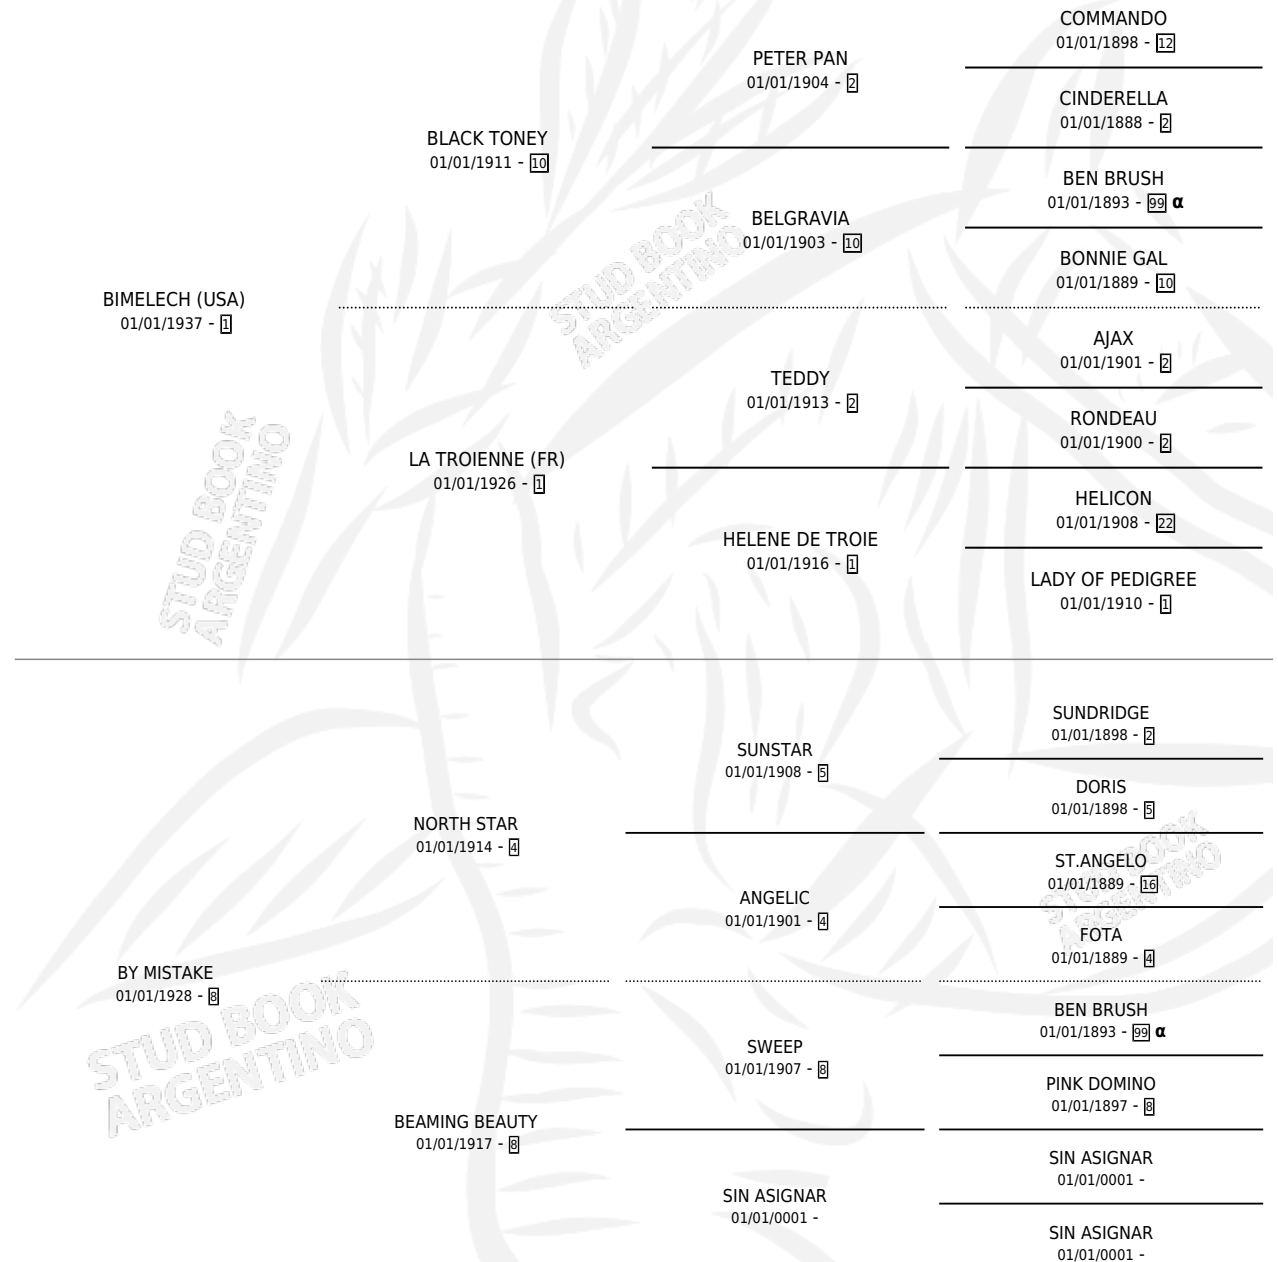 COMMANDO
01/01/1898 - 12
PETER PAN
01/01/1904 - 2
CINDERELLA
01/01/1888 - 2
BLACK TONEY
01/01/1911 - 10
BEN BRUSH
01/01/1893 - 99 α
BELGRAVIA
01/01/1903 - 10
BONNIE GAL
01/01/1889 - 10
STUD BOOK
ARGENTINO
BIMELECH (USA)
01/01/1937 - 1
AJAX
01/01/1901 - 2
TEDDY
01/01/1913 - 2
RONDEAU
01/01/1900 - 2
LA TROIENNE (FR)
01/01/1926 - 1
HELICON
01/01/1908 - 22
HELENE DE TROIE
01/01/1916 - 1
LADY OF PEDIGREE
01/01/1910 - 1
STUD BOOK
ARGENTINO
SUNDRIDGE
01/01/1898 - 2
SUNSTAR
01/01/1908 - 5
DORIS
01/01/1898 - 5
NORTH STAR
01/01/1914 - 4
ST.ANGELO
01/01/1889 - 16
ANGELIC
01/01/1901 - 4
FOTA
01/01/1889 - 4
STUD BOOK
ARGENTINO
BY MISTAKE
01/01/1928 - 8
BEN BRUSH
01/01/1893 - 99 α
SWEEP
01/01/1907 - 8
PINK DOMINO
01/01/1897 - 8
STUD BOOK
ARGENTINO
BEAMING BEAUTY
01/01/1917 - 8
SIN ASIGNAR
01/01/0001 -
SIN ASIGNAR
01/01/0001 -
SIN ASIGNAR
01/01/0001 -